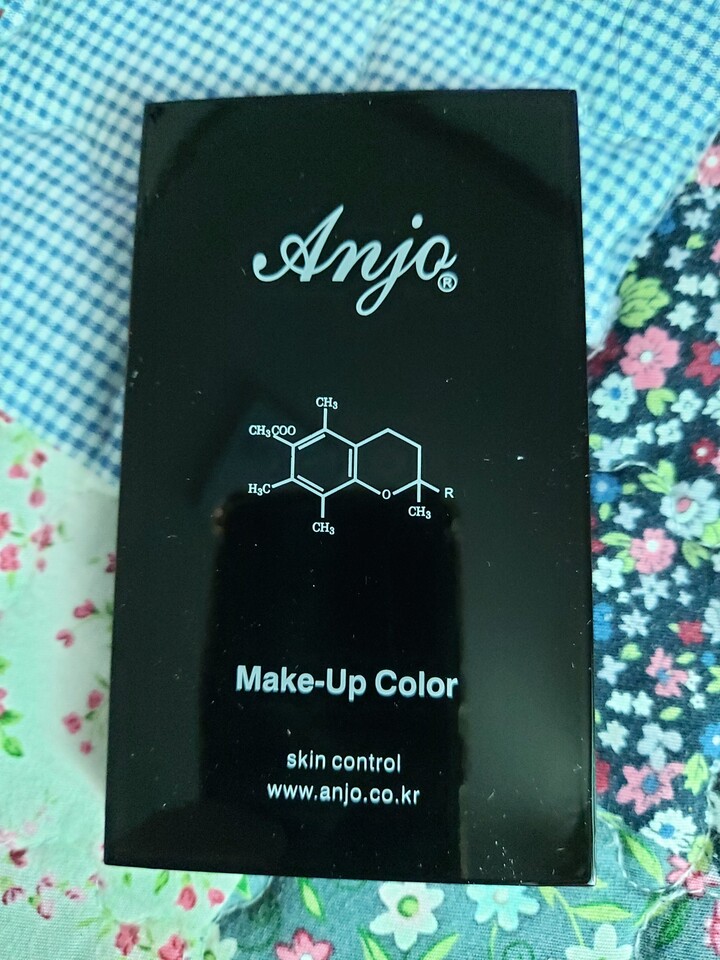 Anjo®
CH₃
CH₃COO
H₃C
O
R
CH₃
CH₃
Make-Up Color
skin control
www.anjo.co.kr